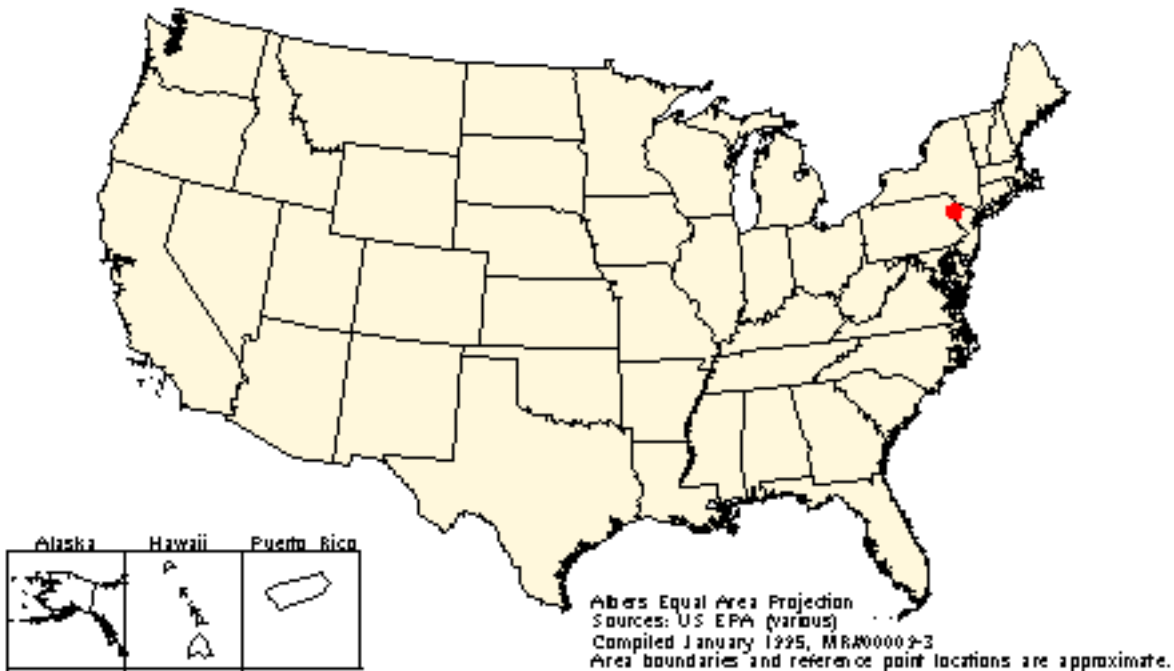 Alaska Hawaii Puerto Rico
Albers Equal Area Projection
Sources: US EPA (various)
Compiled January 1995, MR#00009-3
Area boundaries and reference point locations are approximate.